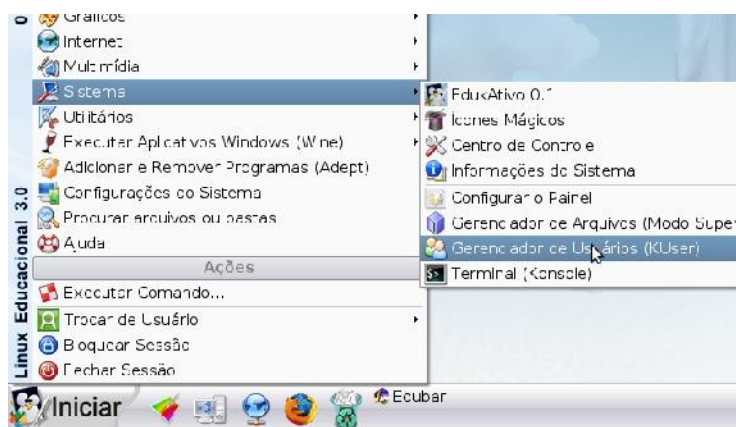 Gráficos
Internet
Multimídia
Sistema
Utilitários
Executar Aplicativos Windows (Wine)
Adicionar e Remover Programas (Adept)
Configurações do Sistema
Procurar arquivos ou pastas
Ajuda
Ações
Executar Comando...
Trocar de Usuário
Bloquear Sessão
Fechar Sessão
Linux Educacional 3.0
EdukAtivo 0.1
Ícones Mágicos
Centro de Controle
Informações do Sistema
Configurar o Painel
Gerenciador de Arquivos (Modo Super
Gerenciador de Usuários (KUser)
Terminal (Konsole)
Iniciar
Edubar